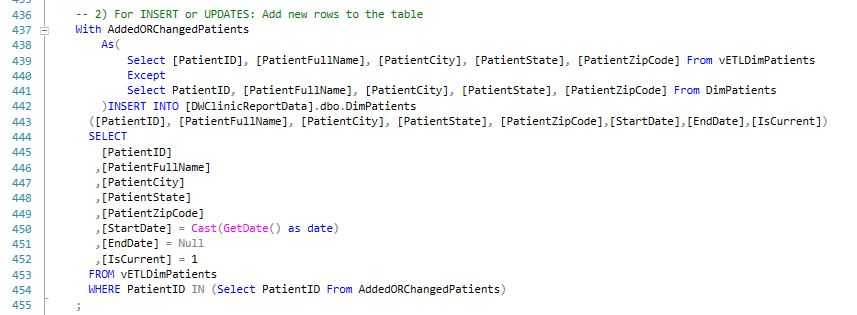 436 -- 2) For INSERT or UPDATES: Add new rows to the table
437 With AddedORChangedPatients
438 As(
439 Select [PatientID], [PatientFullName], [PatientCity], [PatientState], [PatientZipCode] From vETLDimPatients
440 Except
441 Select PatientID, [PatientFullName], [PatientCity], [PatientState], [PatientZipCode] From DimPatients
442 )INSERT INTO [DWClinicReportData].dbo.DimPatients
443 ([PatientID], [PatientFullName], [PatientCity], [PatientState], [PatientZipCode],[StartDate],[EndDate],[IsCurrent])
444 SELECT
445 [PatientID]
446 ,[PatientFullName]
447 ,[PatientCity]
448 ,[PatientState]
449 ,[PatientZipCode]
450 ,[StartDate] = Cast(GetDate() as date)
451 ,[EndDate] = Null
452 ,[IsCurrent] = 1
453 FROM vETLDimPatients
454 WHERE PatientID IN (Select PatientID From AddedORChangedPatients)
455 ;